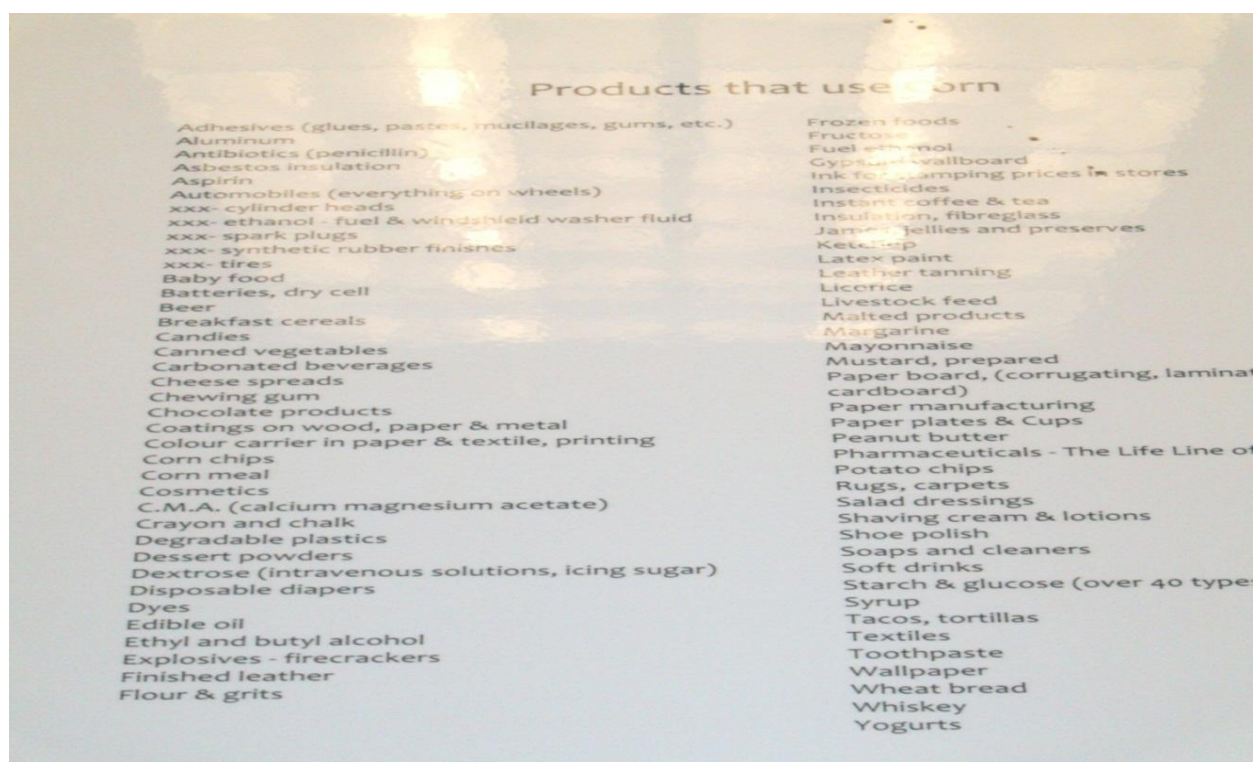 Products that use corn
Adhesives (glues, pastes, mucilages, gums, etc.)
Aluminum
Antibiotics (penicillin)
Asbestos insulation
Aspirin
Automobiles (everything on wheels)
xxx- cylinder heads
xxx- ethanol - fuel & windshield washer fluid
xxx- spark plugs
xxx- synthetic rubber finishes
xxx- tires
Baby food
Batteries, dry cell
Beer
Breakfast cereals
Candies
Canned vegetables
Carbonated beverages
Cheese spreads
Chewing gum
Chocolate products
Coatings on wood, paper & metal
Colour carrier in paper & textile, printing
Corn chips
Corn meal
Cosmetics
C.M.A. (calcium magnesium acetate)
Crayon and chalk
Degradable plastics
Dessert powders
Dextrose (intravenous solutions, icing sugar)
Disposable diapers
Dyes
Edible oil
Ethyl and butyl alcohol
Explosives - firecrackers
Finished leather
Flour & grits
Frozen foods
Fructose
Fuel ethanol
Gypsum wallboard
Ink for stamping prices in stores
Insecticides
Instant coffee & tea
Insulation, fibreglass
James, jellies and preserves
Ketchup
Latex paint
Leather tanning
Licorice
Livestock feed
Malted products
Margarine
Mayonnaise
Mustard, prepared
Paper board, (corrugating, laminat
cardboard)
Paper manufacturing
Paper plates & Cups
Peanut butter
Pharmaceuticals - The Life Line of
Potato chips
Rugs, carpets
Salad dressings
Shaving cream & lotions
Shoe polish
Soaps and cleaners
Soft drinks
Starch & glucose (over 40 types
Syrup
Tacos, tortillas
Textiles
Toothpaste
Wallpaper
Wheat bread
Whiskey
Yogurts